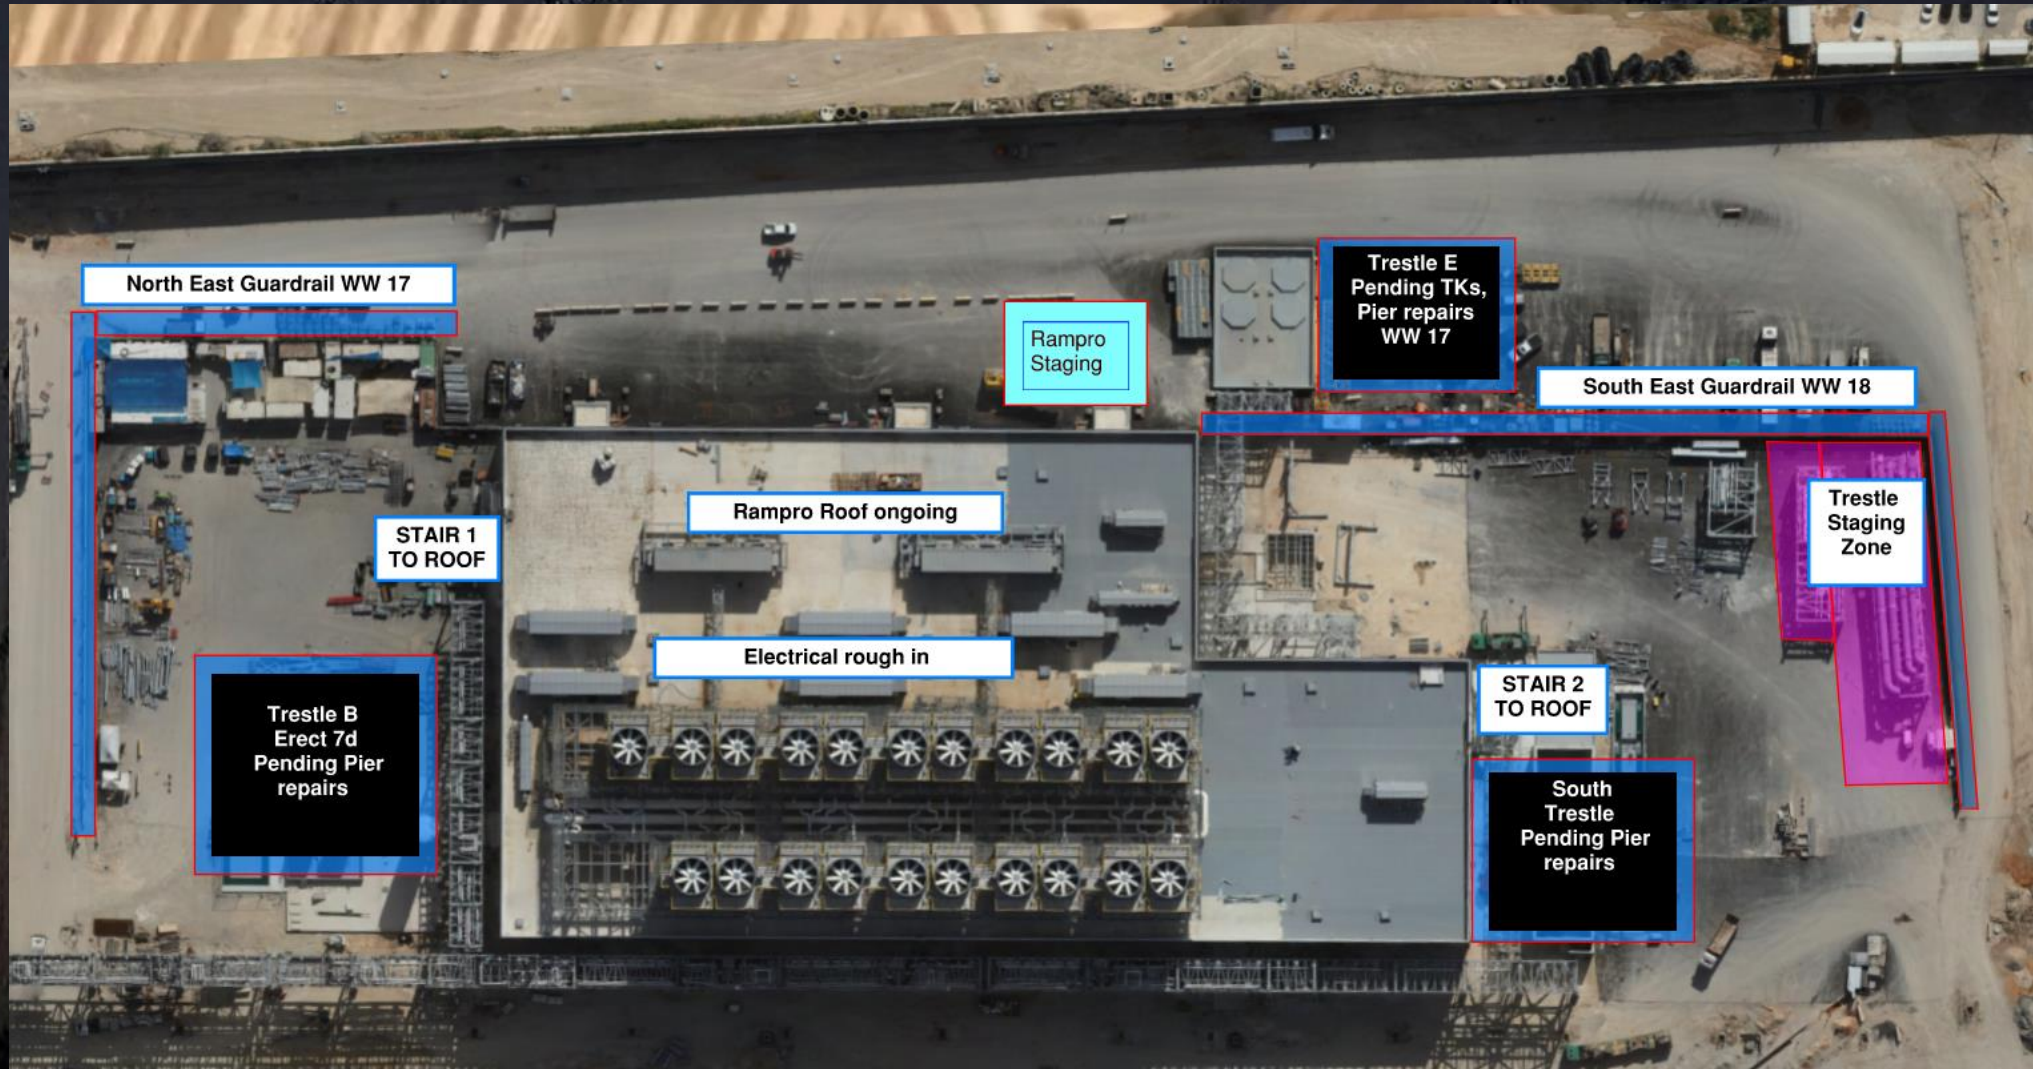 North East Guardrail WW 17
Trestle E
Pending TKs,
Pier repairs
WW 17
Rampro
Staging
South East Guardrail WW 18
Rampro Roof ongoing
STAIR 1
TO ROOF
Trestle
Staging
Zone
Electrical rough in
STAIR 2
TO ROOF
Trestle B
Erect 7d
Pending Pier
repairs
South
Trestle
Pending Pier
repairs